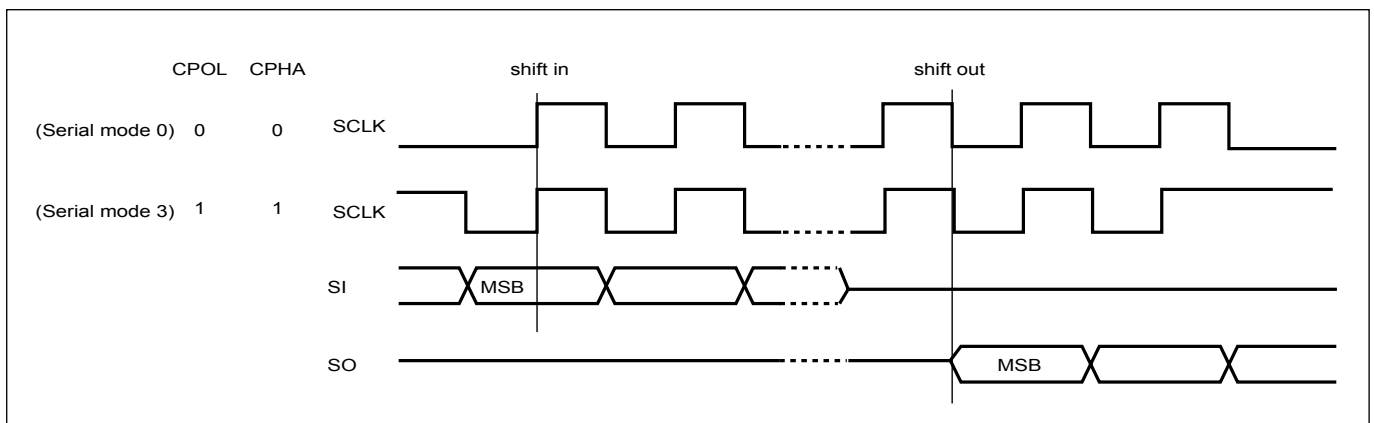 CPOL CPHA shift in shift out
(Serial mode 0) 0 0 SCLK
(Serial mode 3) 1 1 SCLK
SI MSB
SO MSB